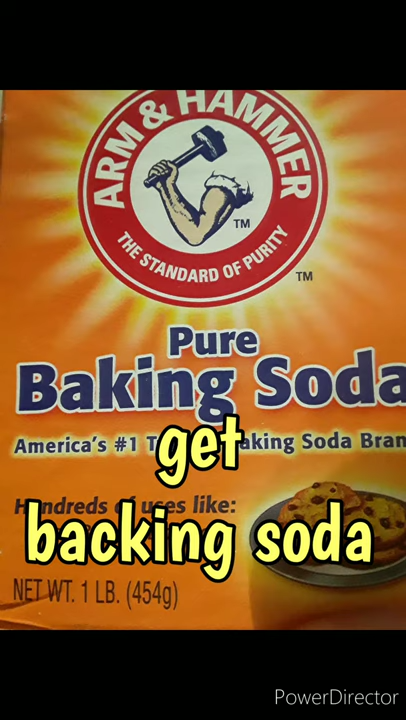 ARM & HAMMER
TM
THE STANDARD OF PURITY
TM
Pure
Baking Soda
America's #1 T aking Soda Bran
get
Hundreds of uses like:
backing soda
NET WT. 1 LB. (454g)
PowerDirector